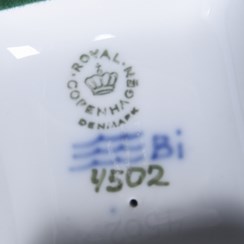 ROYAL COPENHAGEN
DENMARK
Bi
4502